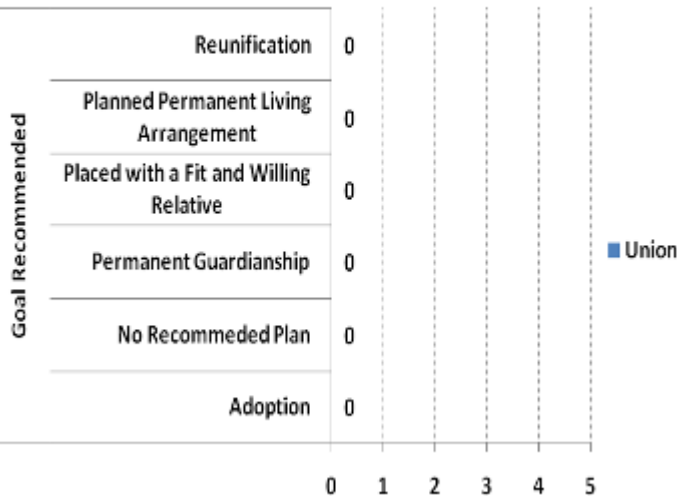 Goal Recommended
Reunification 0
Planned Permanent Living
Arrangement 0
Placed with a Fit and Willing
Relative 0
Permanent Guardianship 0
No Recommeded Plan 0
Adoption 0
0 1 2 3 4 5
Union